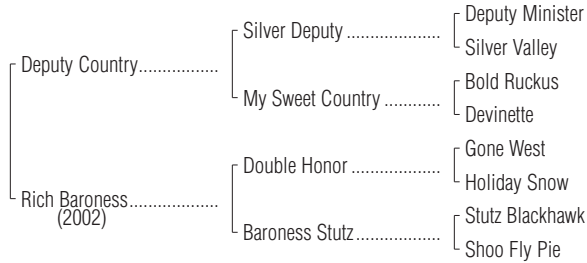 Deputy Minister
Silver Deputy ....................
Silver Valley
Deputy Country.................
Bold Ruckus
My Sweet Country ............
Devinette
Gone West
Double Honor ...................
Holiday Snow
Rich Baroness...................
(2002)
Stutz Blackhawk
Baroness Stutz..................
Shoo Fly Pie